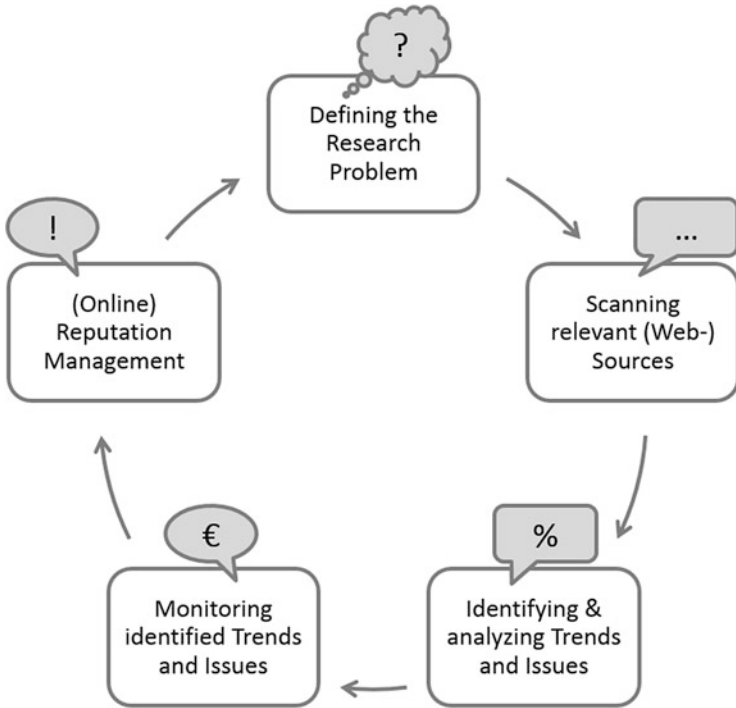 ?
Defining the
Research
Problem
...
Scanning
relevant (Web-)
Sources
%
Identifying &
analyzing Trends
and Issues
€
Monitoring
identified Trends
and Issues
!
(Online)
Reputation
Management